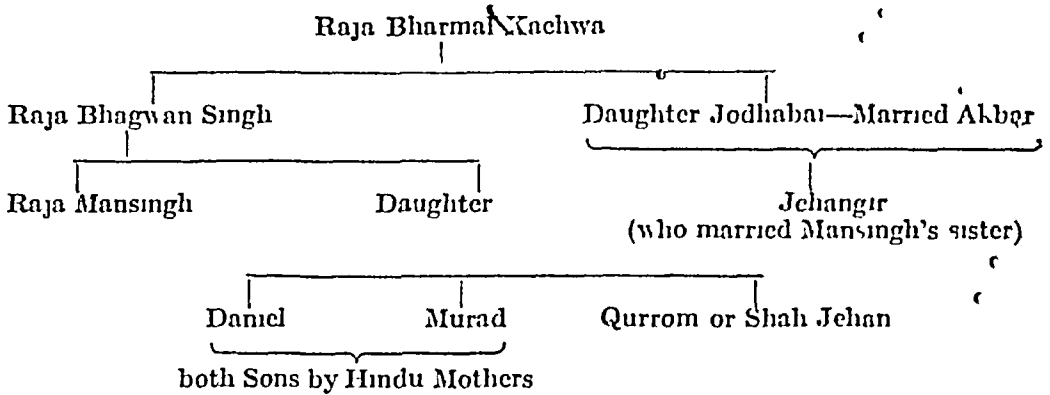 Raja Bharmal Kachwa
Raja Bhagwan Singh Daughter Jodhabai—Married Akber
Raja Mansingh Daughter Jehangir
(who married Mansingh's sister)
Daniel Murad Qurrom or Shah Jehan
both Sons by Hindu Mothers